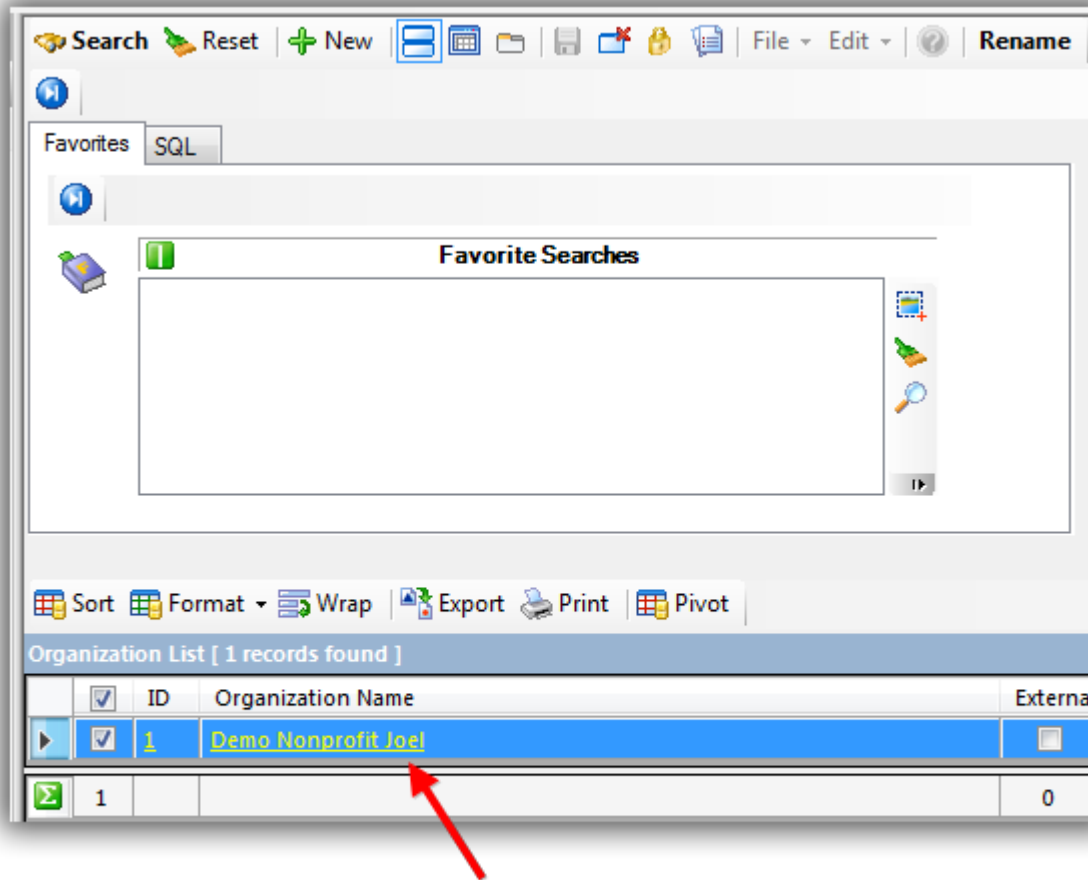 Search Reset New File Edit Rename
Favorites SQL
Favorite Searches
Sort Format Wrap Export Print Pivot
Organization List [ 1 records found ]
ID Organization Name Externa
1 Demo Nonprofit Joel
Σ 1 0